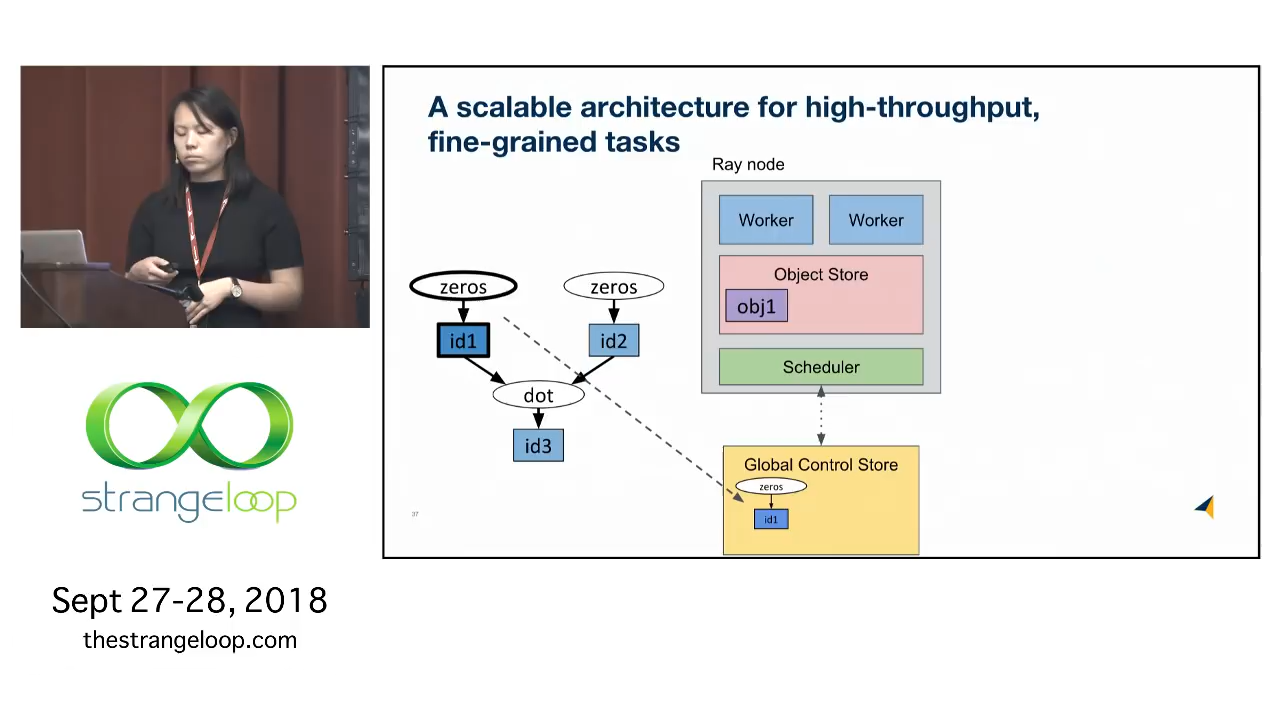 A scalable architecture for high-throughput,
fine-grained tasks
Ray node
Worker
Worker
Object Store
obj1
Scheduler
zeros
zeros
id1
id2
dot
id3
Global Control Store
zeros
id1
37
strangeloop
Sept 27-28, 2018
thestrangeloop.com